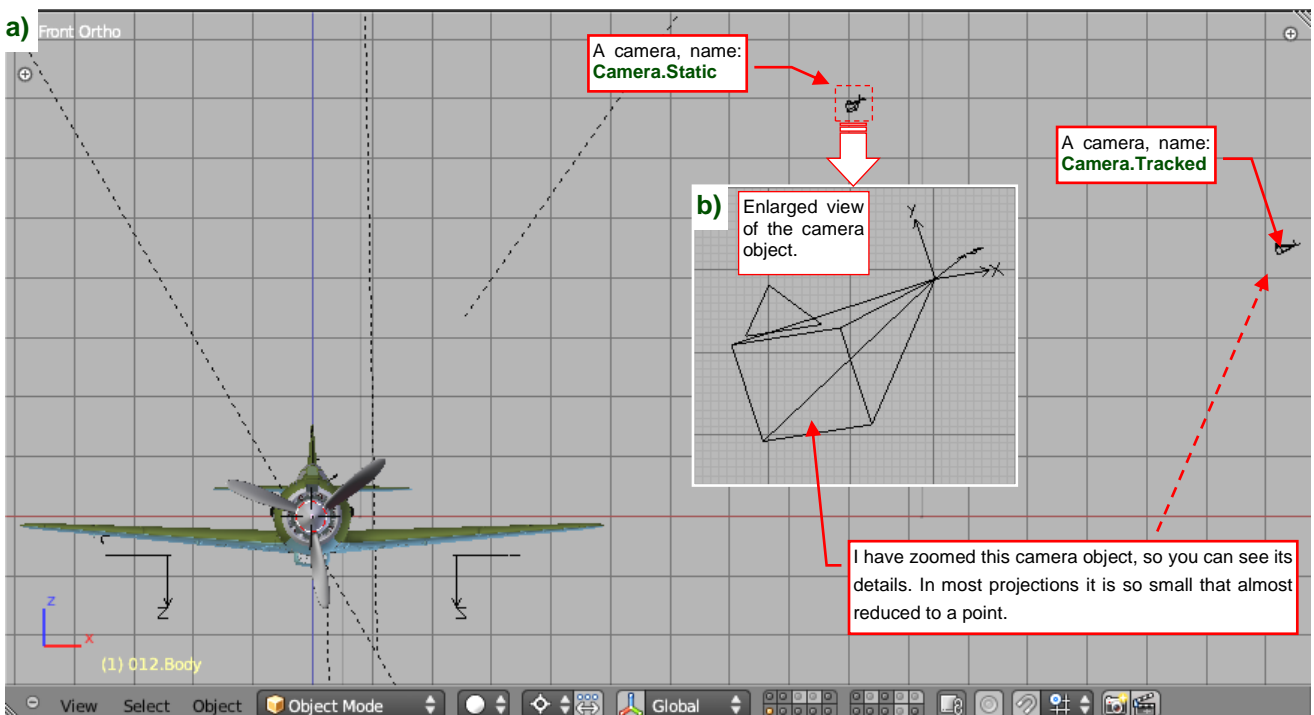 a)
Front Ortho
A camera, name:
Camera.Static
A camera, name:
Camera.Tracked
b)
Enlarged view
of the camera
object.
Y
X
I have zoomed this camera object, so you can see its
details. In most projections it is so small that almost
reduced to a point.
Z
Z
z
x
(1) 012.Body
View Select Object Object Mode Global